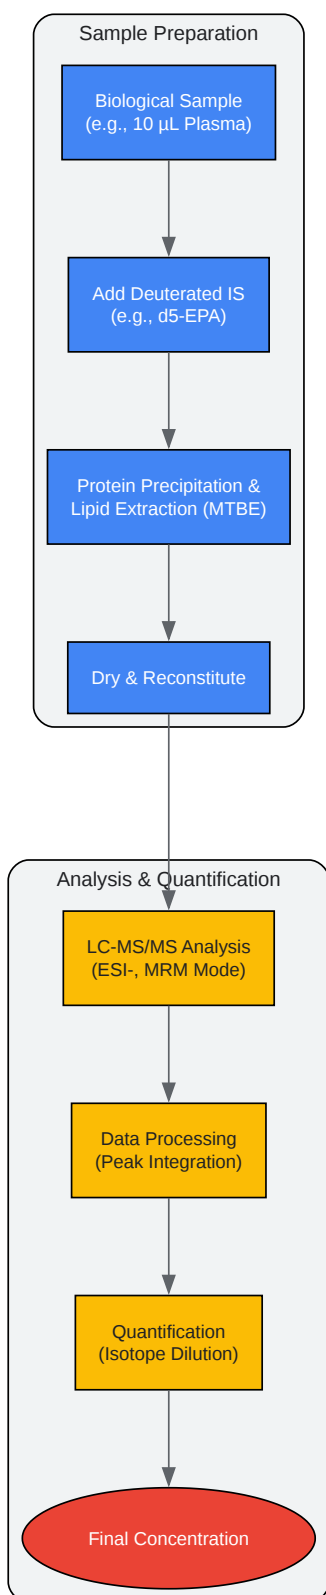 Sample Preparation
Biological Sample
(e.g., 10 µL Plasma)
Add Deuterated IS
(e.g., d5-EPA)
Protein Precipitation &
Lipid Extraction (MTBE)
Dry & Reconstitute
Analysis & Quantification
LC-MS/MS Analysis
(ESI-, MRM Mode)
Data Processing
(Peak Integration)
Quantification
(Isotope Dilution)
Final Concentration